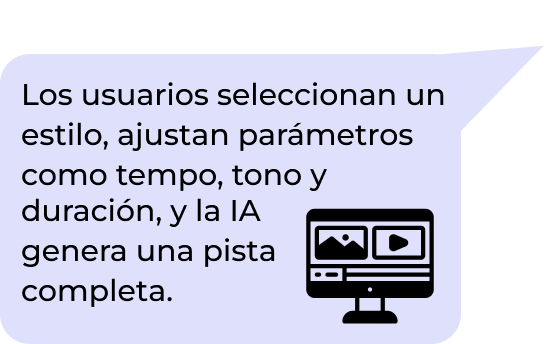 Los usuarios seleccionan un
estilo, ajustan parámetros
como tempo, tono y
duración, y la IA
genera una pista
completa.